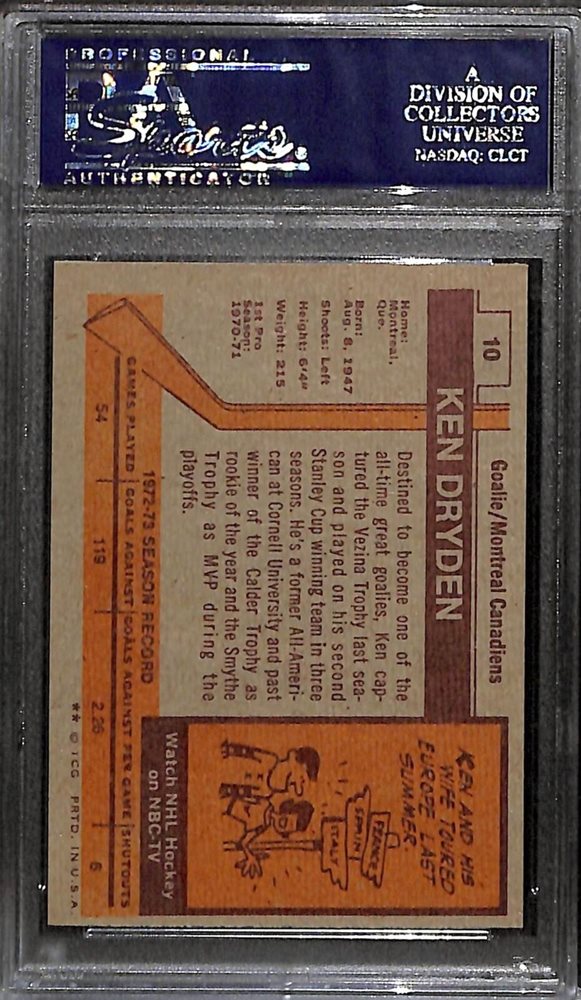 PROFESSIONAL
Sports
AUTHENTICATOR
A
DIVISION OF
COLLECTORS
UNIVERSE
NASDAQ: CLCT
10
Goalie/Montreal Canadiens
KEN DRYDEN
Home:
Montreal,
Que.
Born:
Aug. 8, 1947
Shoots: Left
Height: 6'4"
Weight: 215
1st Pro
Season:
1970-71
Destined to become one of the
all-time great goalies, Ken cap-
tured the Vezina Trophy last sea-
son and played on his second
Stanley Cup winning team in three
seasons. He's a former All-Ameri-
can at Cornell University and past
winner of the Calder Trophy as
rookie of the year and the Smythe
Trophy as MVP during the
playoffs.
1972-73 SEASON RECORD
GAMES PLAYED GOALS AGAINST GOALS AGAINST PER GAME SHUTOUTS
54 119 2.26 6
KEN AND HIS
WIFE TOURED
EUROPE LAST
SUMMER
FRANCE
SPAIN
ITALY
Watch NHL Hockey
on NBC-TV
** © TCG PRTD. IN U.S.A.